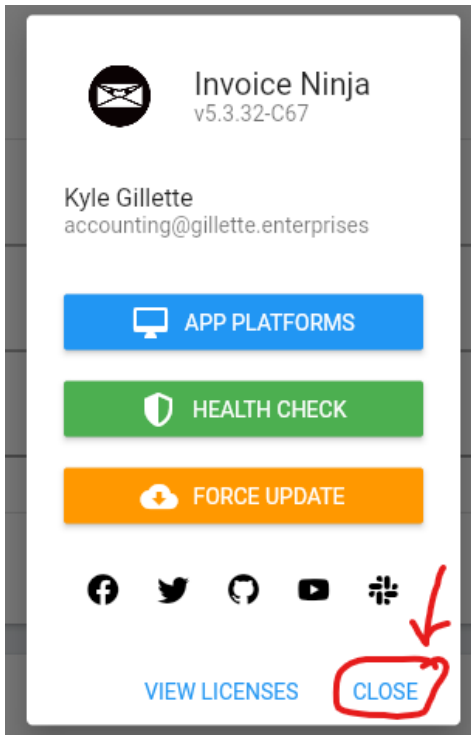 Invoice Ninja
v5.3.32-C67
Kyle Gillette
accounting@gillette.enterprises
APP PLATFORMS
HEALTH CHECK
FORCE UPDATE
VIEW LICENSES CLOSE